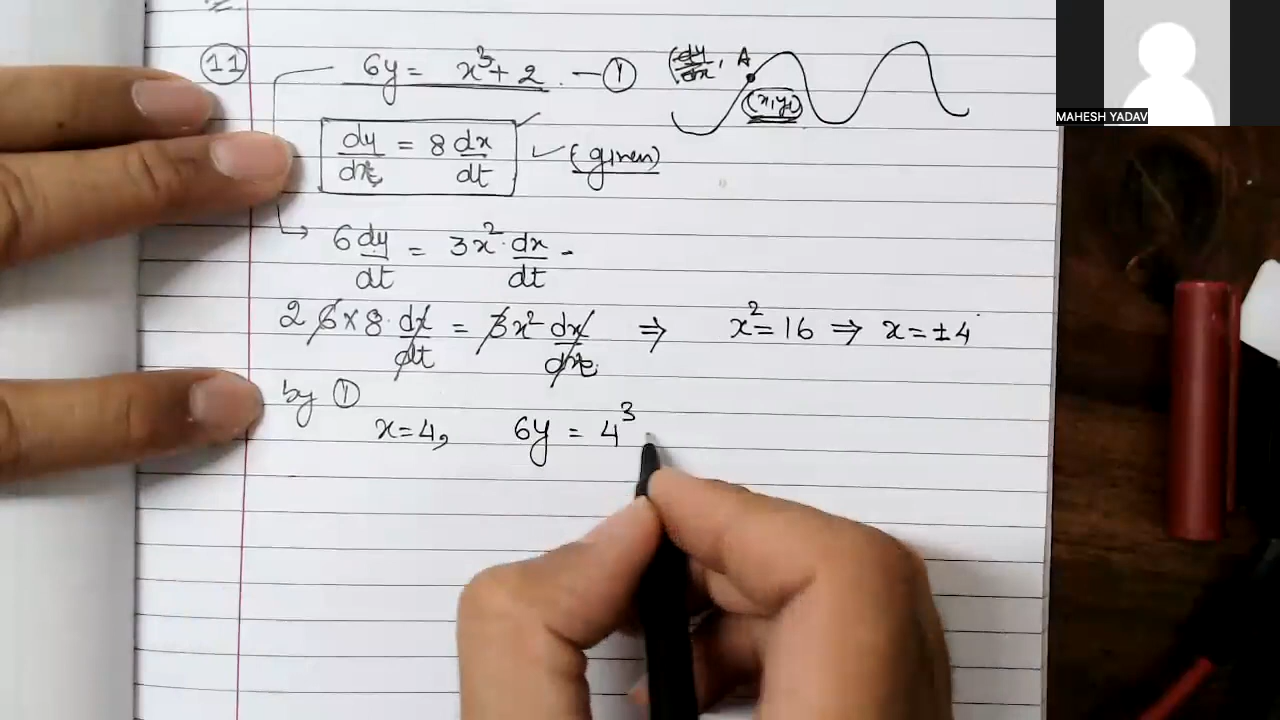 11 6y = x³ + 2 — 1
(dy/dx, A
(x₁y₁)
dy/dt = 8 dx/dt (given)
6 dy/dt = 3x² · dx/dt -
2 6 × 8 · dx/dt = 3x² dx/dt ⇒ x² = 16 ⇒ x = ±4
by 1
x = 4, 6y = 4³
MAHESH YADAV